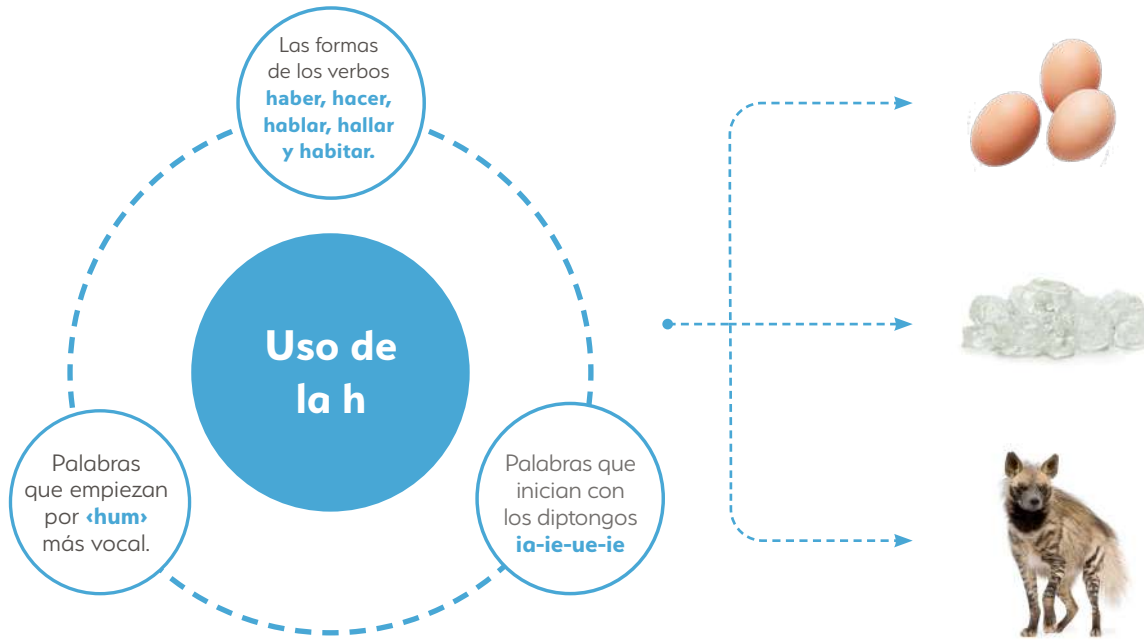 Las formas
de los verbos
haber, hacer,
hablar, hallar
y habitar.
Uso de
la h
Palabras
que empiezan
por ‹hum›
más vocal.
Palabras que
inician con
los diptongos
ia-ie-ue-ie